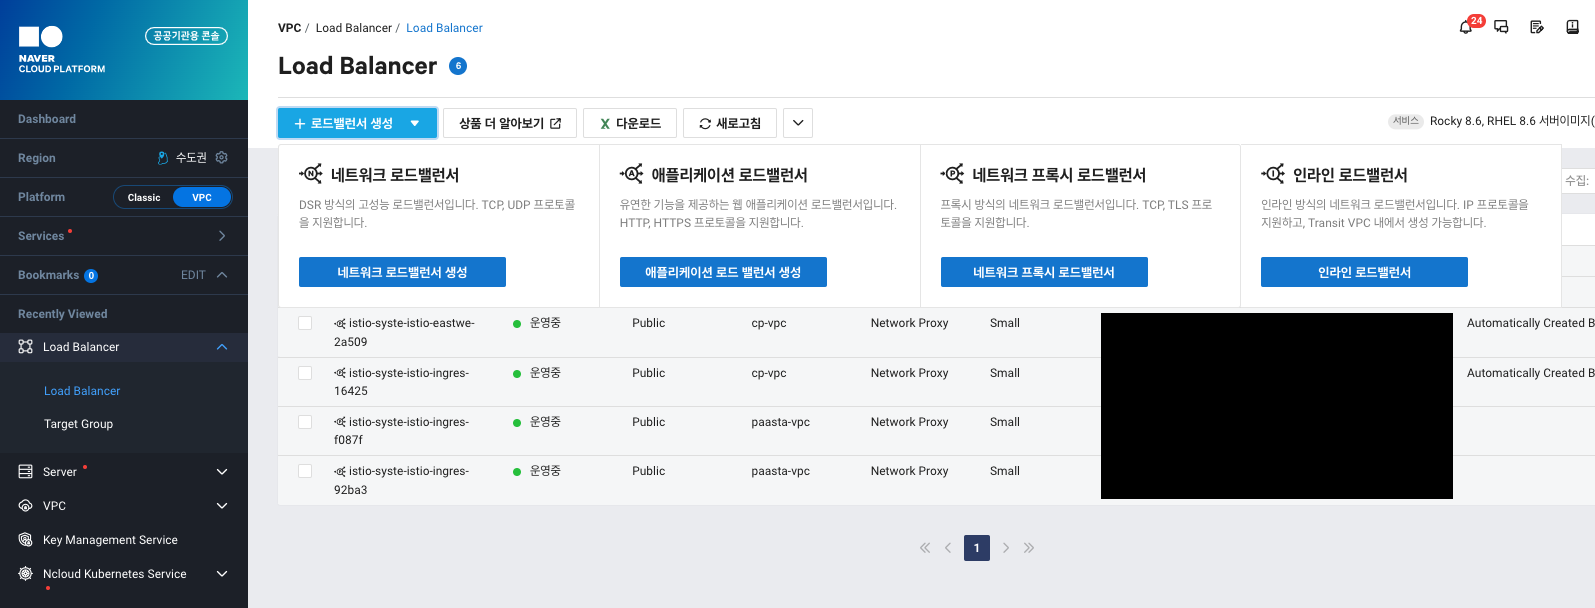 NAVER
CLOUD PLATFORM
공공기관용 콘솔
Dashboard
Region
수도권
Platform
Classic
VPC
Services
Bookmarks 0
EDIT
Recently Viewed
Load Balancer
Load Balancer
Target Group
Server
VPC
Key Management Service
Ncloud Kubernetes Service
VPC / Load Balancer / Load Balancer
24
Load Balancer 6
+ 로드밸런서 생성
상품 더 알아보기
다운로드
새로고침
서비스 Rocky 8.6, RHEL 8.6 서버이미지(
네트워크 로드밸런서
DSR 방식의 고성능 로드밸런서입니다. TCP, UDP 프로토콜
을 지원합니다.
네트워크 로드밸런서 생성
애플리케이션 로드밸런서
유연한 기능을 제공하는 웹 애플리케이션 로드밸런서입니다.
HTTP, HTTPS 프로토콜을 지원합니다.
애플리케이션 로드 밸런서 생성
네트워크 프록시 로드밸런서
프록시 방식의 네트워크 로드밸런서입니다. TCP, TLS 프로
토콜을 지원합니다.
네트워크 프록시 로드밸런서
인라인 로드밸런서
인라인 방식의 네트워크 로드밸런서입니다. IP 프로토콜을
지원하고, Transit VPC 내에서 생성 가능합니다.
인라인 로드밸런서
수집:
istio-syste-istio-eastwe-
2a509
운영중
Public
cp-vpc
Network Proxy
Small
Automatically Created B
istio-syste-istio-ingres-
16425
운영중
Public
cp-vpc
Network Proxy
Small
Automatically Created B
istio-syste-istio-ingres-
f087f
운영중
Public
paasta-vpc
Network Proxy
Small
istio-syste-istio-ingres-
92ba3
운영중
Public
paasta-vpc
Network Proxy
Small
1